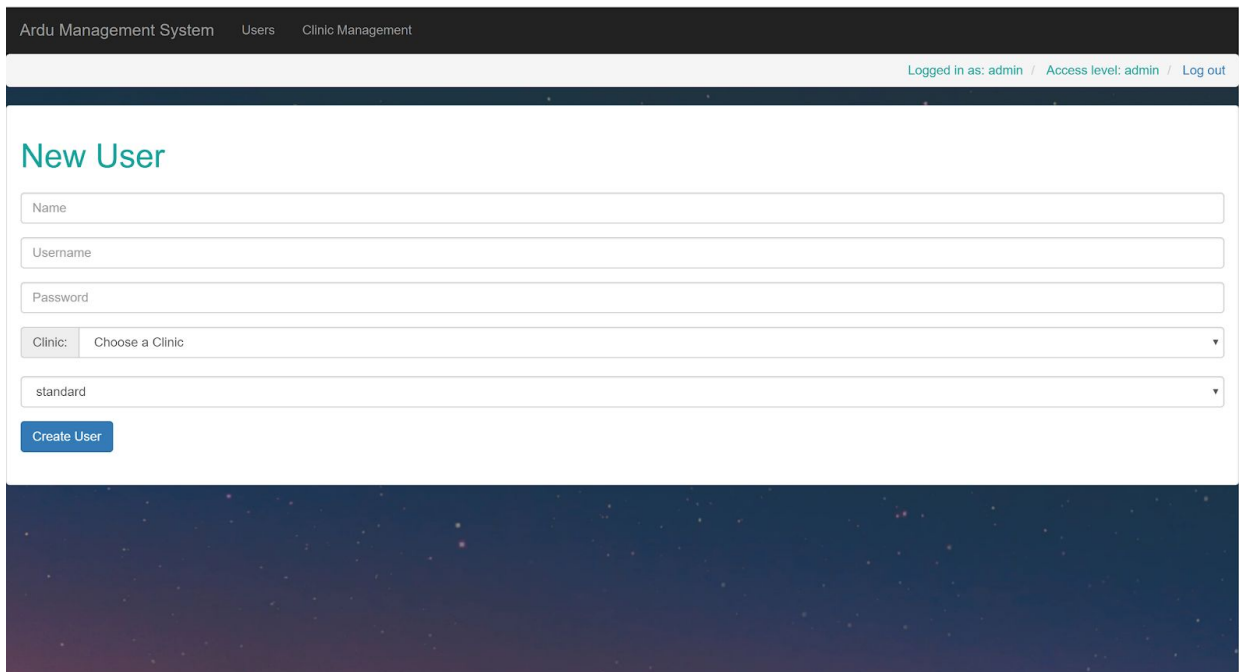 Ardu Management System Users Clinic Management
Logged in as: admin / Access level: admin / Log out
New User
Name
Username
Password
Clinic: Choose a Clinic
standard
Create User